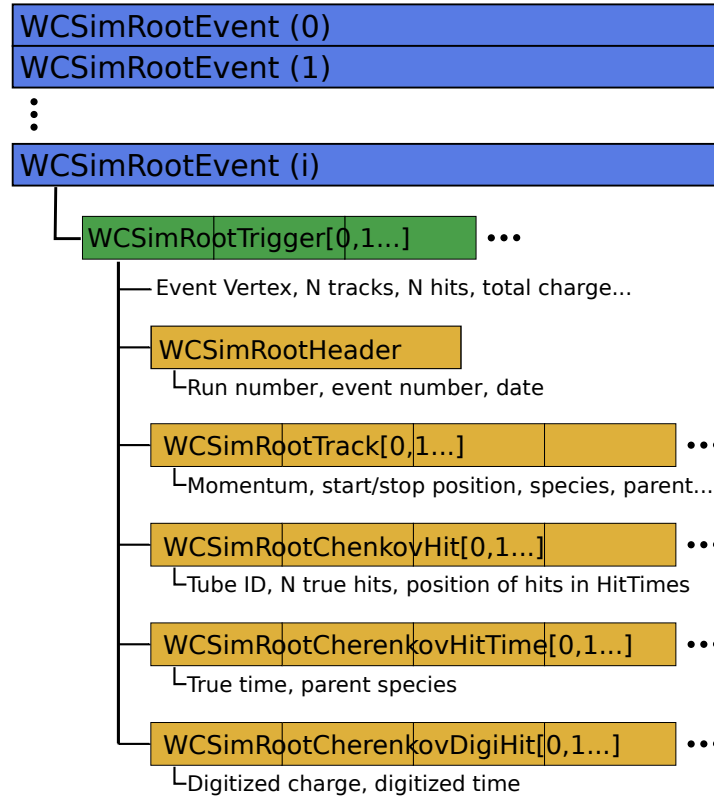 WCSimRootEvent (0)
WCSimRootEvent (1)
WCSimRootEvent (i)
WCSimRootTrigger[0,1...]
Event Vertex, N tracks, N hits, total charge...
WCSimRootHeader
Run number, event number, date
WCSimRootTrack[0,1...]
Momentum, start/stop position, species, parent...
WCSimRootChenkovHit[0,1...]
Tube ID, N true hits, position of hits in HitTimes
WCSimRootCherenkovHitTime[0,1...]
True time, parent species
WCSimRootCherenkovDigiHit[0,1...]
Digitized charge, digitized time